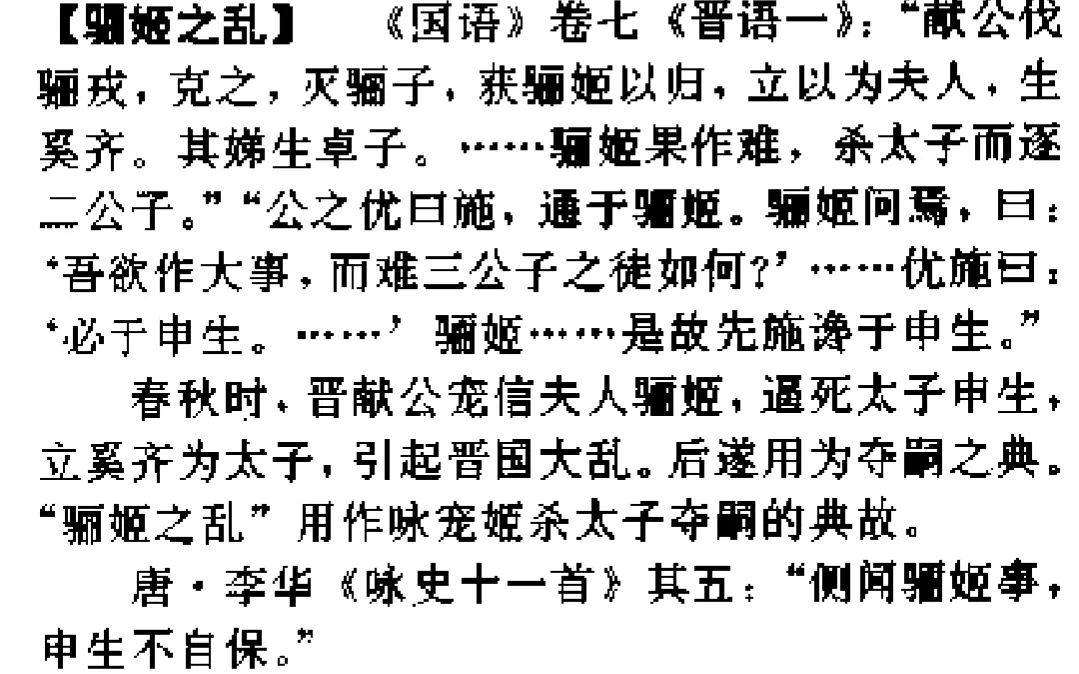 【骊姬之乱】 《国语》卷七《晋语一》：“献公伐
骊戎，克之，灭骊子，获骊姬以归，立以为夫人，生
奚齐。其娣生卓子。……骊姬果作难，杀太子而逐
二公子。”“公之优曰施，通于骊姬。骊姬问焉，曰：
‘吾欲作大事，而难三公子之徒如何?’……优施曰：
‘必于申生。……’骊姬……是故先施谗于申生。”
春秋时，晋献公宠信夫人骊姬，逼死太子申生，
立奚齐为太子，引起晋国大乱。后遂用为夺嗣之典。
“骊姬之乱”用作咏宠姬杀太子夺嗣的典故。
唐·李华《咏史十一首》其五：“侧闻骊姬事，
申生不自保。”